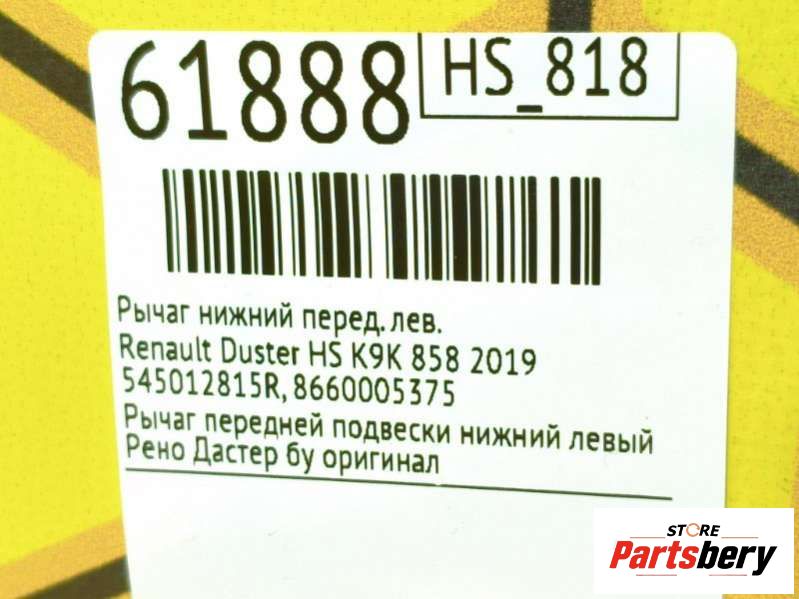 61888
HS_818
Рычаг нижний перед. лев.
Renault Duster HS K9K 858 2019
545012815R, 8660005375
Рычаг передней подвески нижний левый
Рено Дастер бу оригинал
STORE
Partsbery